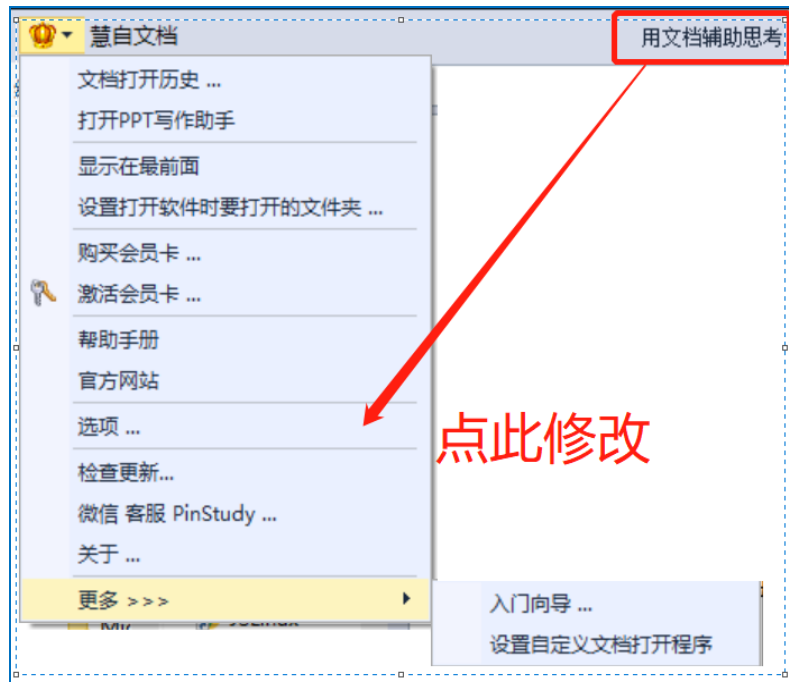 慧自文档
用文档辅助思考
文档打开历史 ...
打开PPT写作助手
显示在最前面
设置打开软件时要打开的文件夹 ...
购买会员卡 ...
激活会员卡 ...
帮助手册
官方网站
选项 ...
点此修改
检查更新...
微信 客服 PinStudy ...
关于 ...
更多 >>>
入门向导 ...
设置自定义文档打开程序